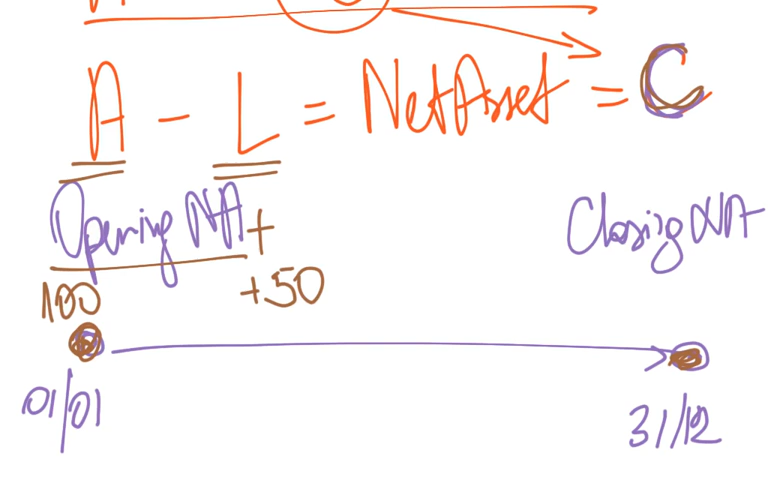 A - L = Net Asset = C
Opening NA + Closing NA
100 +50
01/01 31/12